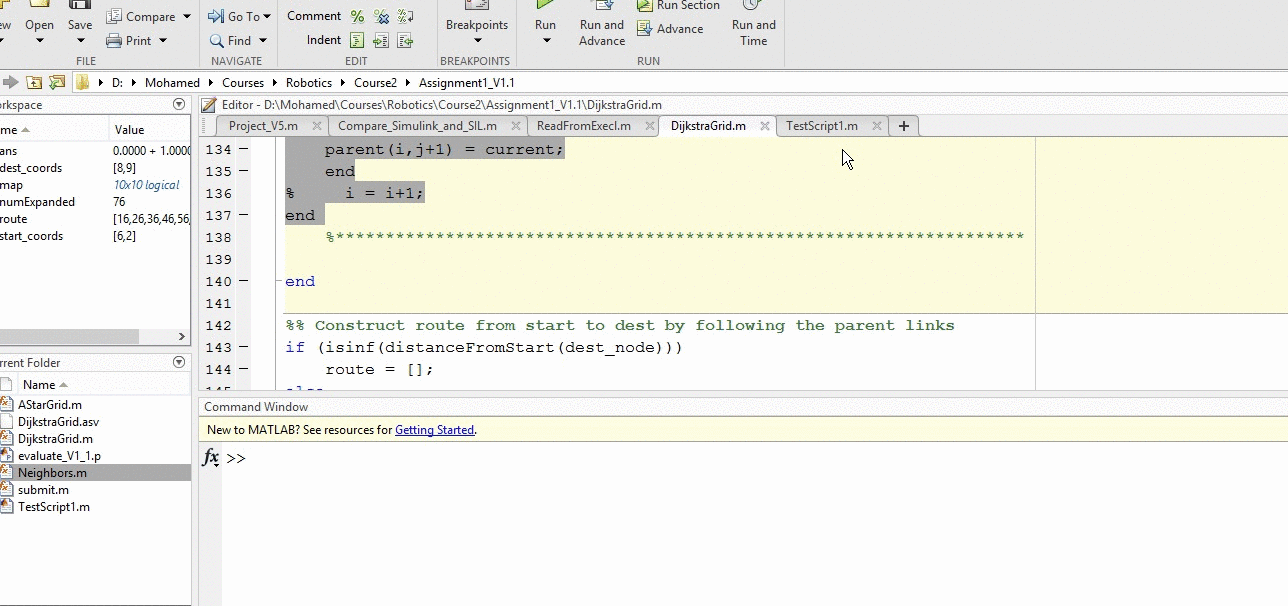 ew Open Save Compare Print
Go To Find
Comment
Indent
Breakpoints
Run Run and Advance Run Section Advance Run and Time
FILE NAVIGATE EDIT BREAKPOINTS RUN
D: Mohamed Courses Robotics Course2 Assignment1_V1.1
orkspace
me Value
ans 0.0000 + 1.0000
dest_coords [8,9]
map 10x10 logical
numExpanded 76
route [16,26,36,46,56,
start_coords [6,2]
rrent Folder
Name
AStarGrid.m
DijkstraGrid.asv
DijkstraGrid.m
evaluate_V1_1.p
Neighbors.m
submit.m
TestScript1.m
Editor - D:\Mohamed\Courses\Robotics\Course2\Assignment1_V1.1\DijkstraGrid.m
Project_V5.m Compare_Simulink_and_SIL.m ReadFromExecl.m DijkstraGrid.m TestScript1.m +
134 - parent(i,j+1) = current;
135 - end
136 % i = i+1;
137 - end
138 %*********************************************************************
139
140 - end
141
142 %% Construct route from start to dest by following the parent links
143 - if (isinf(distanceFromStart(dest_node)))
144 - route = [];
Command Window
New to MATLAB? See resources for Getting Started.
fx >>